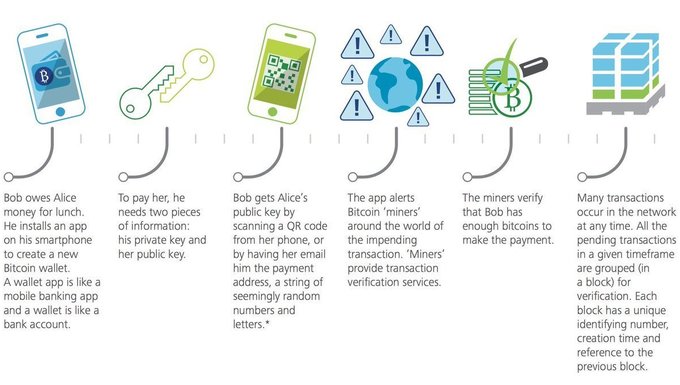 Bob owes Alice
money for lunch.
He installs an app
on his smartphone
to create a new
Bitcoin wallet.
A wallet app is like a
mobile banking app
and a wallet is like a
bank account.
To pay her, he
needs two pieces
of information:
his private key and
her public key.
Bob gets Alice’s
public key by
scanning a QR code
from her phone, or
by having her email
him the payment
address, a string of
seemingly random
numbers and
letters.*
The app alerts
Bitcoin ‘miners’
around the world of
the impending
transaction. ‘Miners’
provide transaction
verification services.
The miners verify
that Bob has
enough bitcoins to
make the payment.
Many transactions
occur in the network
at any time. All the
pending transactions
in a given timeframe
are grouped (in
a block) for
verification. Each
block has a unique
identifying number,
creation time and
reference to the
previous block.